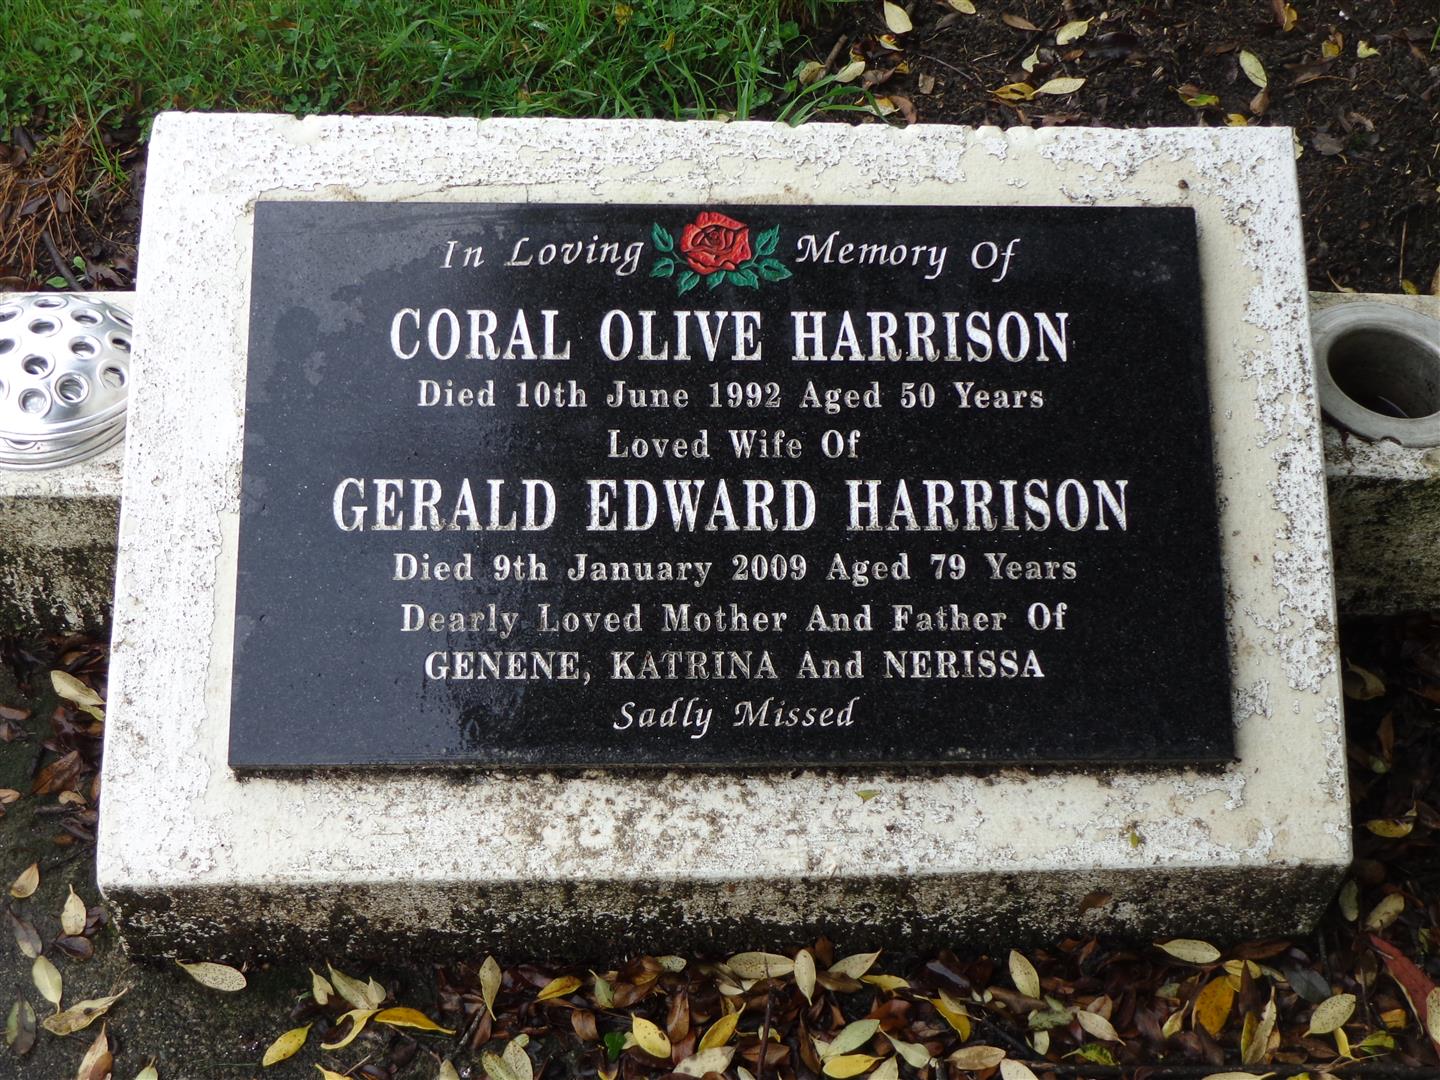 In Loving Memory Of
CORAL OLIVE HARRISON
Died 10th June 1992 Aged 50 Years
Loved Wife Of
GERALD EDWARD HARRISON
Died 9th January 2009 Aged 79 Years
Dearly Loved Mother And Father Of
GENENE, KATRINA And NERISSA
Sadly Missed